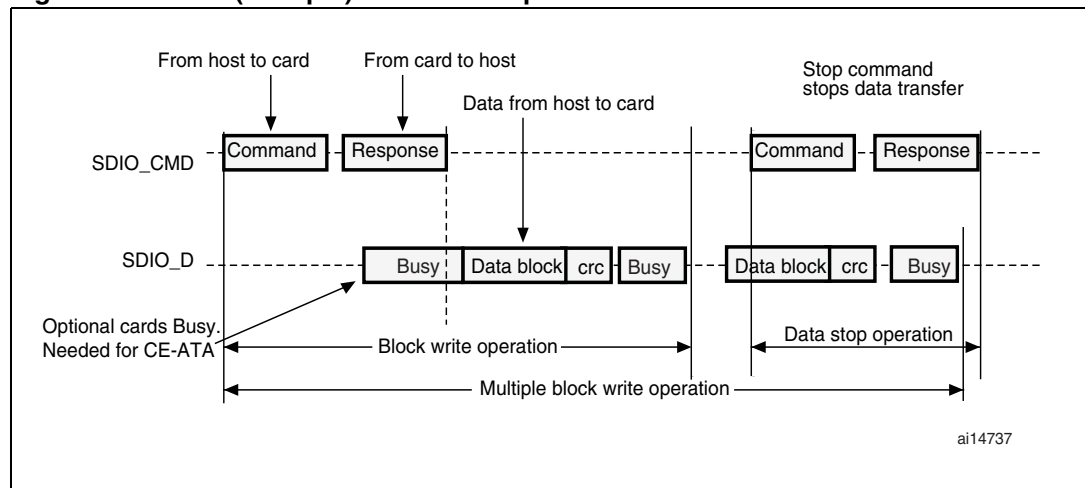 From host to card
From card to host
Data from host to card
Stop command
stops data transfer
SDIO_CMD
Command
Response
Command
Response
SDIO_D
Busy
Data block
crc
Busy
Data block
crc
Busy
Optional cards Busy.
Needed for CE-ATA
Block write operation
Data stop operation
Multiple block write operation
ai14737